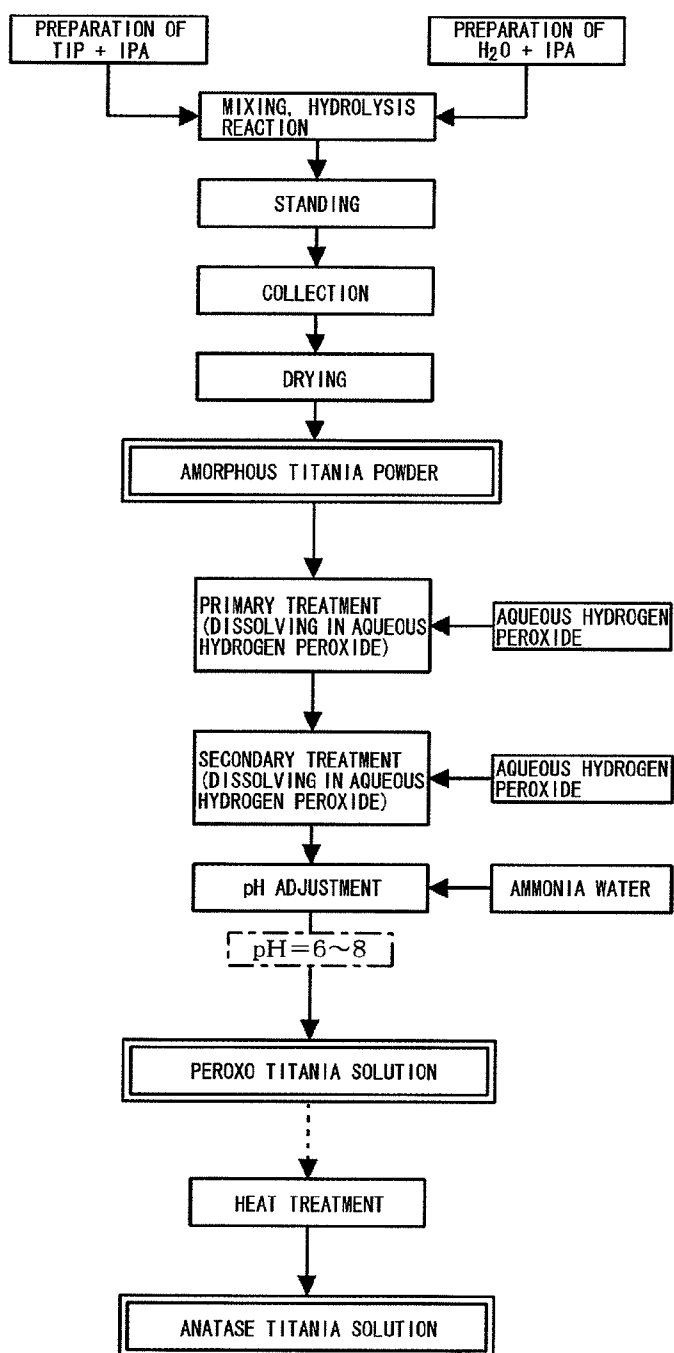 PREPARATION OF
TIP + IPA
PREPARATION OF
H₂O + IPA
MIXING, HYDROLYSIS
REACTION
STANDING
COLLECTION
DRYING
AMORPHOUS TITANIA POWDER
PRIMARY TREATMENT
(DISSOLVING IN AQUEOUS
HYDROGEN PEROXIDE)
AQUEOUS HYDROGEN
PEROXIDE
SECONDARY TREATMENT
(DISSOLVING IN AQUEOUS
HYDROGEN PEROXIDE)
AQUEOUS HYDROGEN
PEROXIDE
pH ADJUSTMENT
AMMONIA WATER
pH=6~8
PEROXO TITANIA SOLUTION
HEAT TREATMENT
ANATASE TITANIA SOLUTION